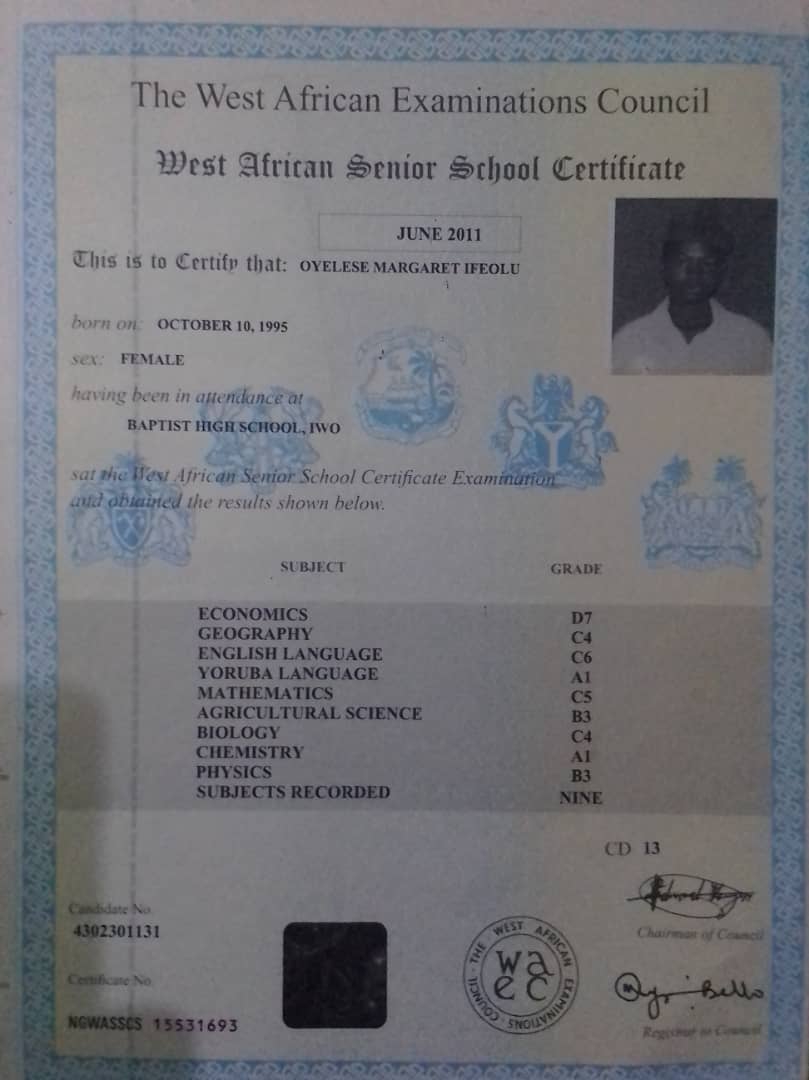 The West African Examinations Council
West African Senior School Certificate
JUNE 2011
This is to Certify that: OYELESE MARGARET IFEOLU
born on: OCTOBER 10, 1995
sex: FEMALE
having been in attendance at
BAPTIST HIGH SCHOOL, IWO
sat the West African Senior School Certificate Examination
and obtained the results shown below.
SUBJECT GRADE
ECONOMICS D7
GEOGRAPHY C4
ENGLISH LANGUAGE C6
YORUBA LANGUAGE A1
MATHEMATICS C5
AGRICULTURAL SCIENCE B3
BIOLOGY C4
CHEMISTRY A1
PHYSICS B3
SUBJECTS RECORDED NINE
CD 13
Chairman of Council
Candidate No.
4302301131
Certificate No.
NGWASSCS 15531693
THE WEST AFRICAN EXAMINATIONS COUNCIL
waec
Bello
Registrar to Council